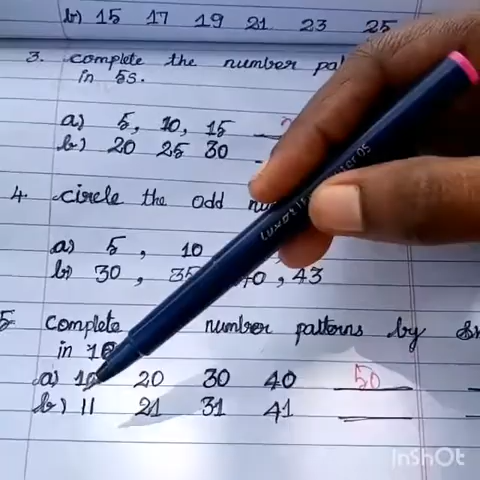 b) 15 17 19 21 23 25
3. complete the number
in 5s.
a) 5, 10, 15
b) 20 25 30
4. circle the odd
a) 5, 10
b) 30, 35 40, 43
5 Complete number patterns by
in 10
a) 10 20 30 40 50
b) 11 21 31 41
LUXOR
InShOt